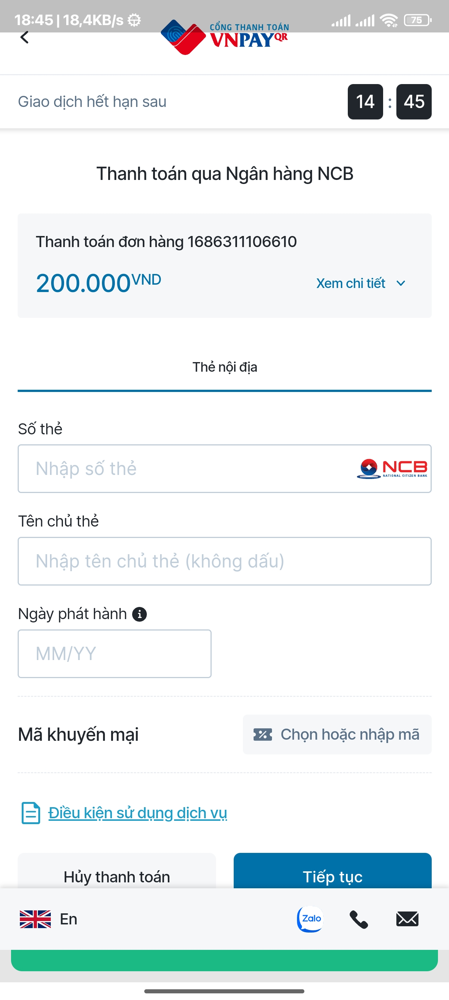 18:45 | 18,4KB/s
75
CỔNG THANH TOÁN
VNPAYQR
Giao dịch hết hạn sau
14 : 45
Thanh toán qua Ngân hàng NCB
Thanh toán đơn hàng 1686311106610
200.000VND
Xem chi tiết
Thẻ nội địa
Số thẻ
Nhập số thẻ
NCB
NATIONAL CITIZEN BANK
Tên chủ thẻ
Nhập tên chủ thẻ (không dấu)
Ngày phát hành
MM/YY
Mã khuyến mại
Chọn hoặc nhập mã
Điều kiện sử dụng dịch vụ
Hủy thanh toán
Tiếp tục
En
Zalo